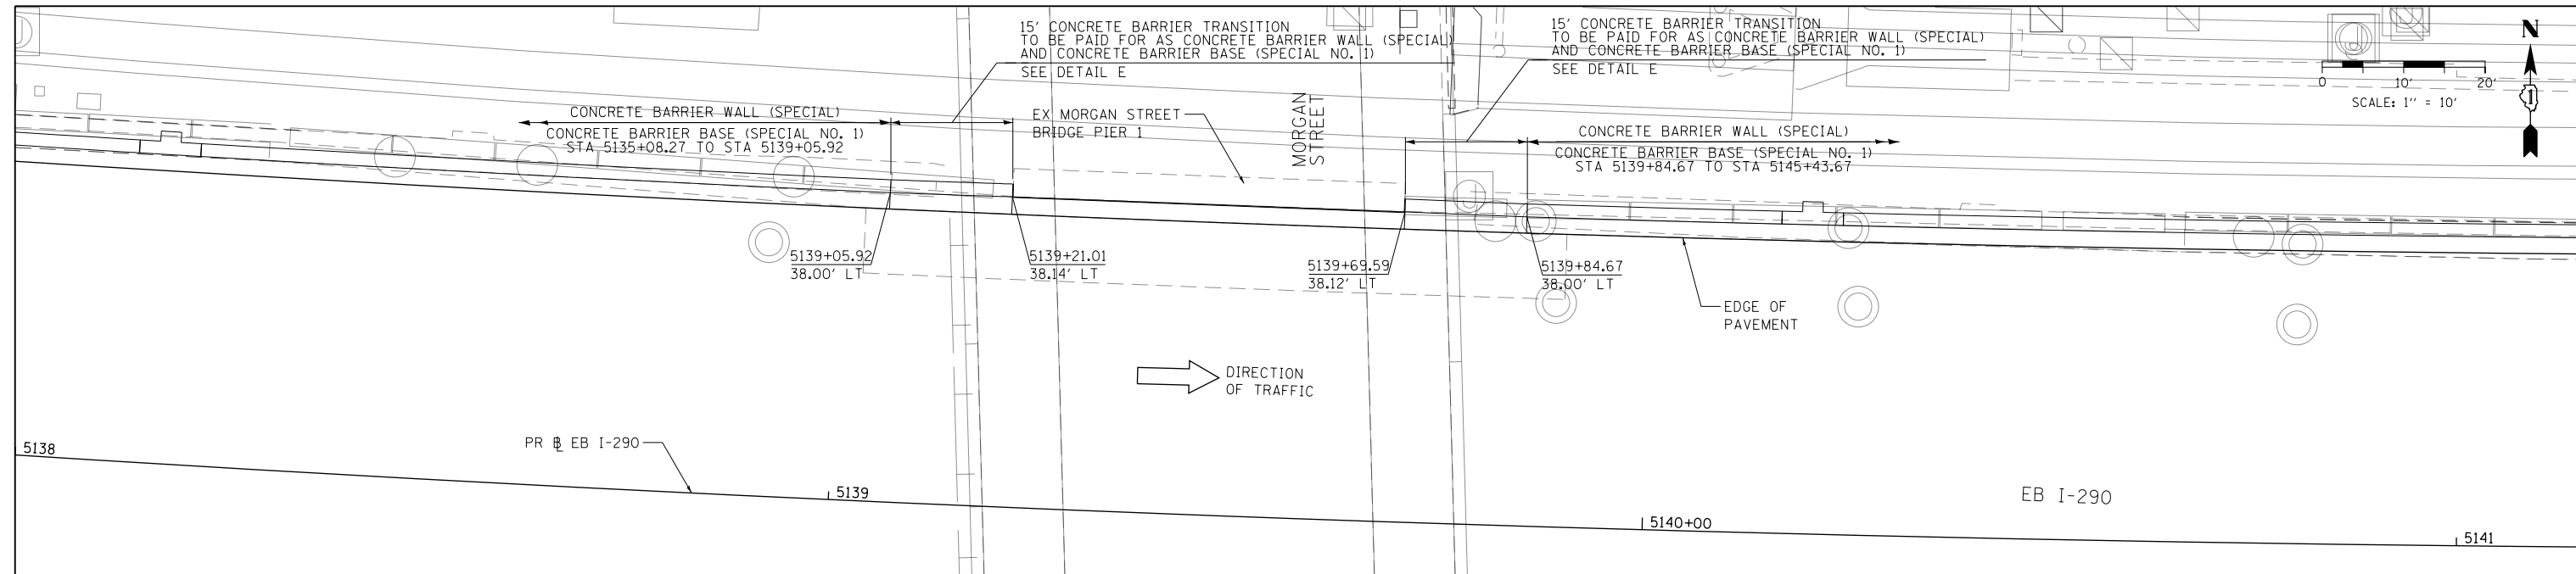 15' CONCRETE BARRIER TRANSITION
TO BE PAID FOR AS CONCRETE BARRIER WALL (SPECIAL)
AND CONCRETE BARRIER BASE (SPECIAL NO. 1)
SEE DETAIL E
15' CONCRETE BARRIER TRANSITION
TO BE PAID FOR AS CONCRETE BARRIER WALL (SPECIAL)
AND CONCRETE BARRIER BASE (SPECIAL NO. 1)
SEE DETAIL E
N
0 10' 20'
SCALE: 1'' = 10'
CONCRETE BARRIER WALL (SPECIAL)
CONCRETE BARRIER BASE (SPECIAL NO. 1)
STA 5135+08.27 TO STA 5139+05.92
EX MORGAN STREET
BRIDGE PIER 1
MORGAN
STREET
CONCRETE BARRIER WALL (SPECIAL)
CONCRETE BARRIER BASE (SPECIAL NO. 1)
STA 5139+84.67 TO STA 5145+43.67
5139+05.92
38.00' LT
5139+21.01
38.14' LT
5139+69.59
38.12' LT
5139+84.67
38.00' LT
EDGE OF
PAVEMENT
DIRECTION
OF TRAFFIC
PR BL EB I-290
5138
5139
5140+00
5141
EB I-290